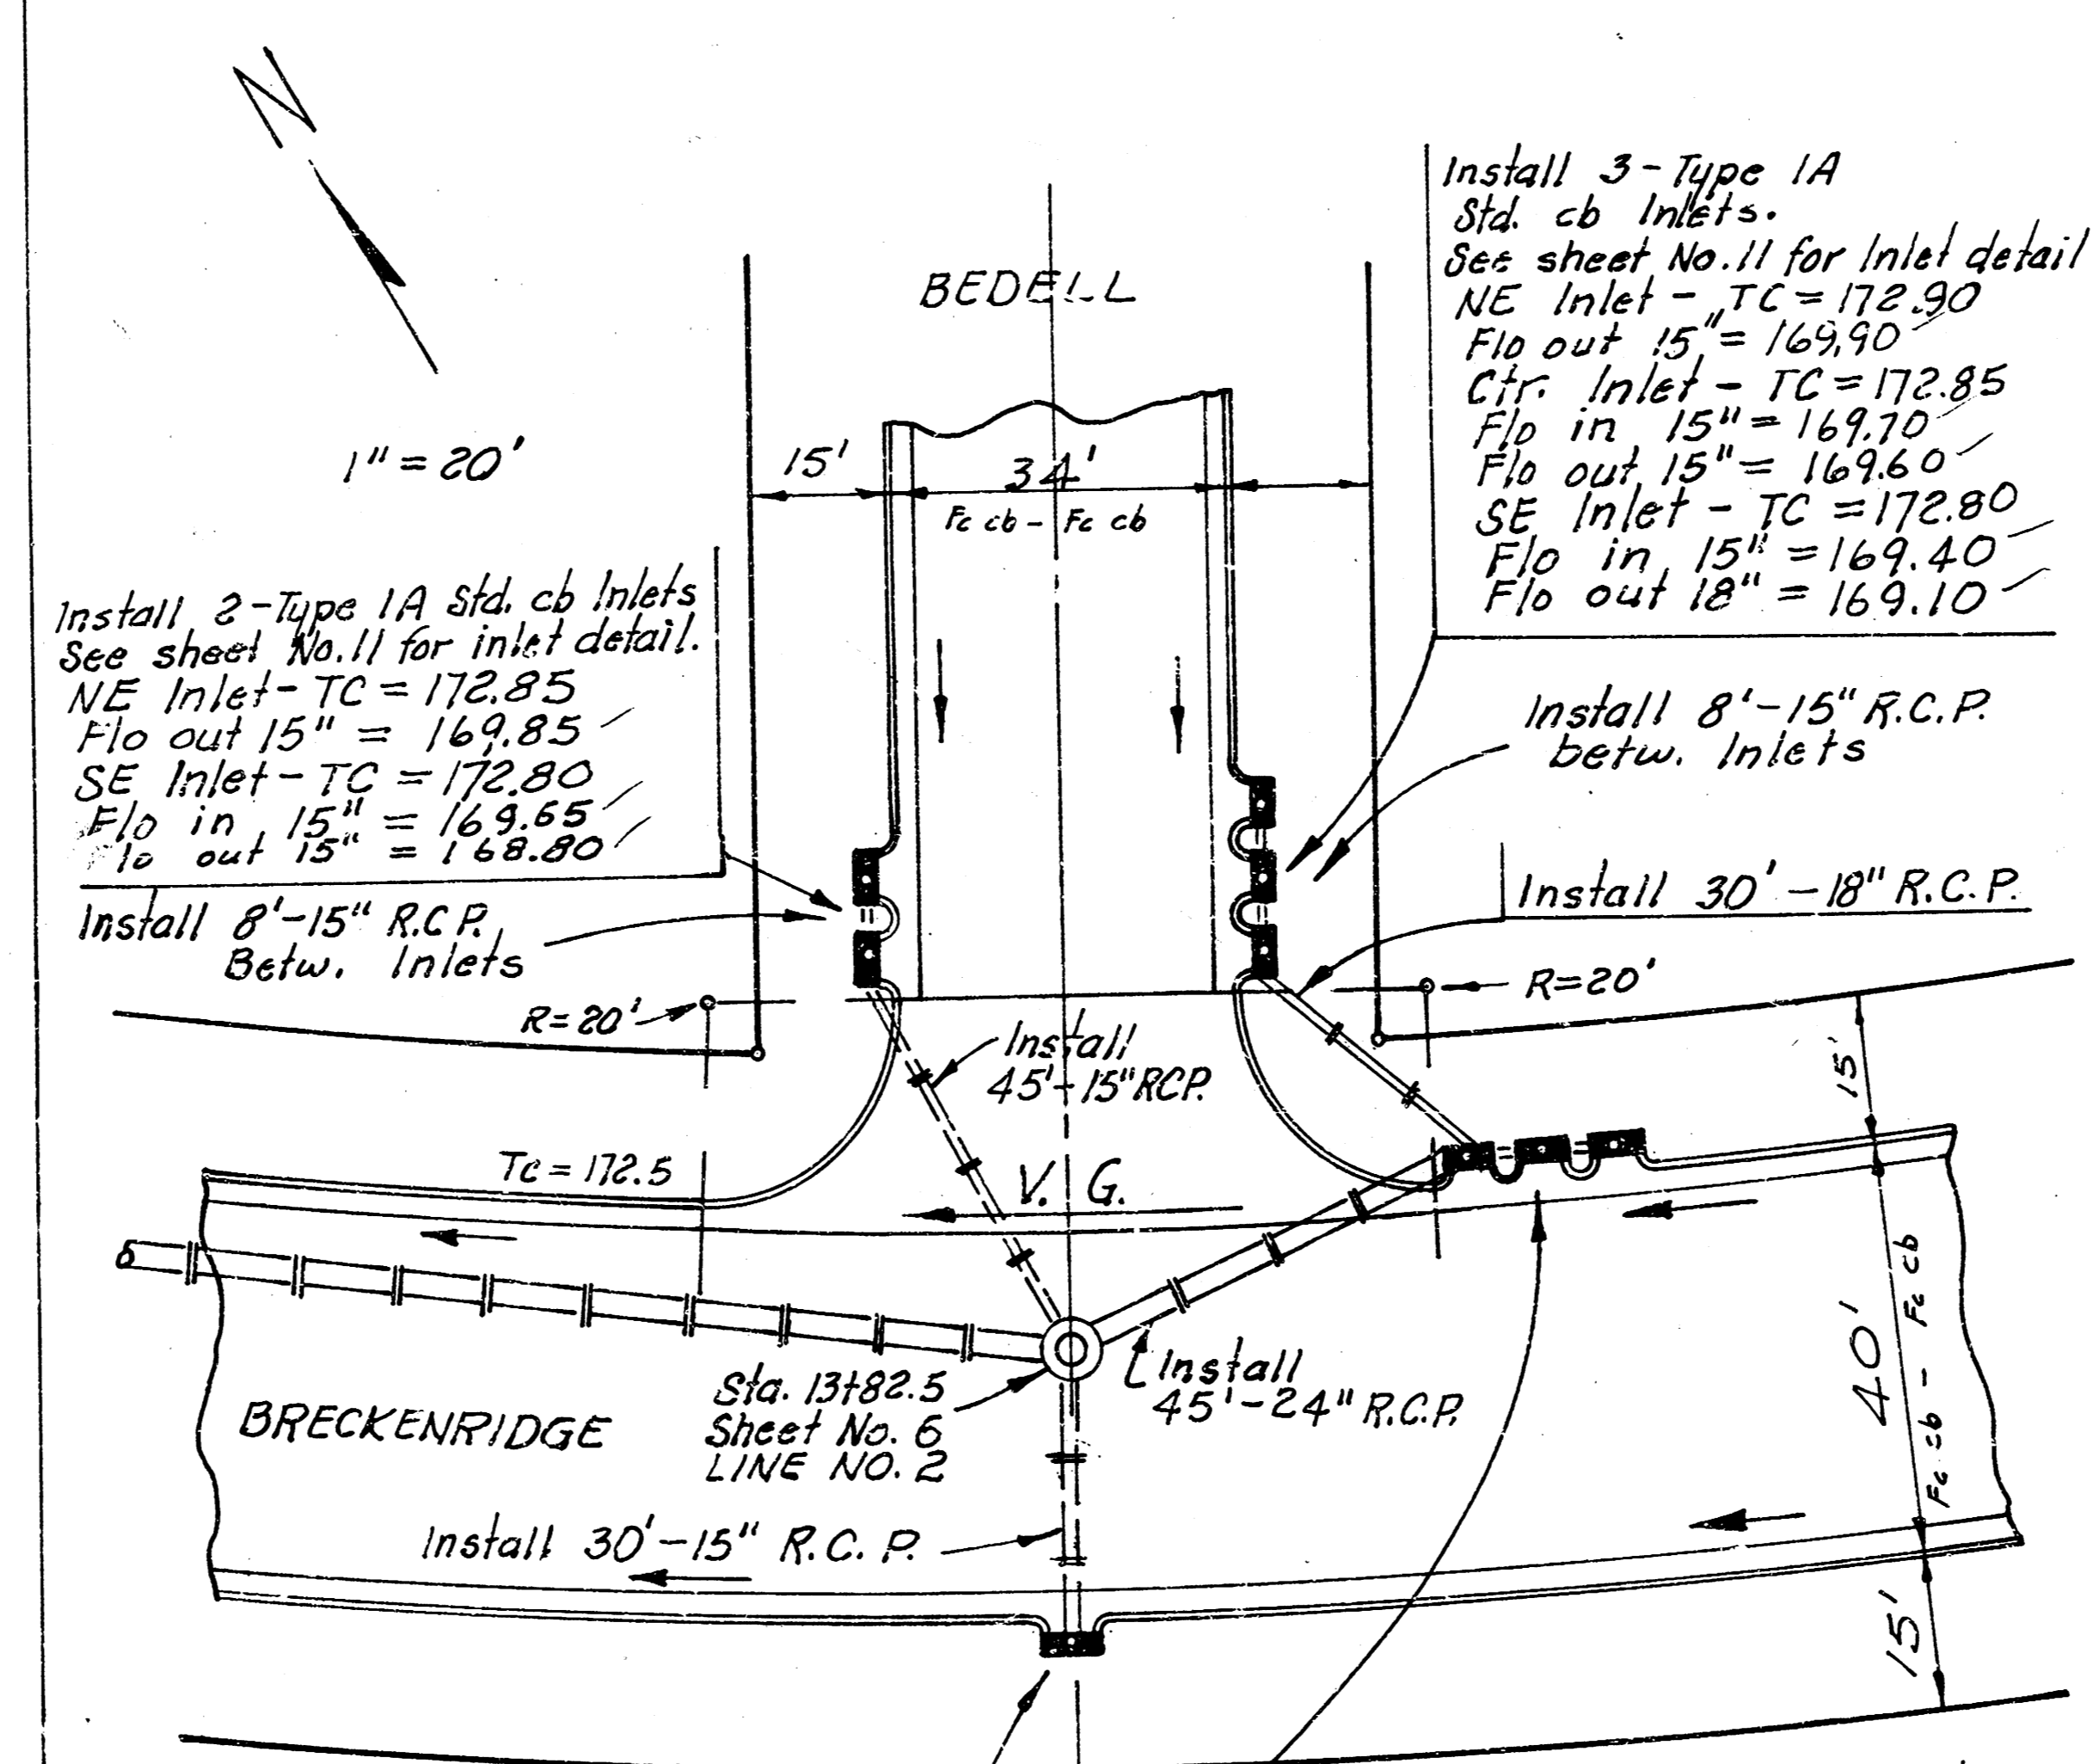 N
1" = 20'
BEDELL
15'
34'
Fc cb - Fc cb
Install 3-Type 1A
Std. cb Inlets.
See sheet No.11 for Inlet detail
NE Inlet - TC = 172.90
Flo out 15" = 169.90
Ctr. Inlet - TC = 172.85
Flo in 15" = 169.70
Flo out 15" = 169.60
SE Inlet - TC = 172.80
Flo in 15" = 169.40
Flo out 18" = 169.10
Install 2-Type 1A Std. cb Inlets
See sheet No.11 for inlet detail.
NE Inlet - TC = 172.85
Flo out 15" = 169.85
SE Inlet - TC = 172.80
Flo in 15" = 169.65
Flo out 15" = 168.80
Install 8'-15" R.C.P.
Betw. Inlets
Install 8'-15" R.C.P.
betw. Inlets
Install 30'-18" R.C.P.
R=20'
R=20'
Install
45'-15" RCP.
15'
Tc = 172.5
V. G.
40'
Fc cb - Fc cb
Install
45'-24" R.C.P.
Sta. 13+82.5
Sheet No. 6
LINE NO. 2
BRECKENRIDGE
Install 30'-15" R. C. P.
15'